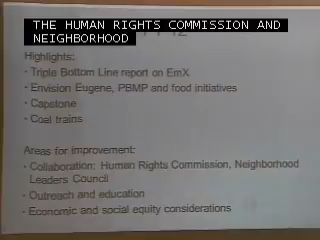 THE HUMAN RIGHTS COMMISSION AND
NEIGHBORHOOD
Highlights:
· Triple Bottom Line report on EmX
· Envision Eugene, PBMP and food initiatives
· Capstone
· Coal trains
Areas for improvement:
· Collaboration: Human Rights Commission, Neighborhood
Leaders Council
· Outreach and education
· Economic and social equity considerations